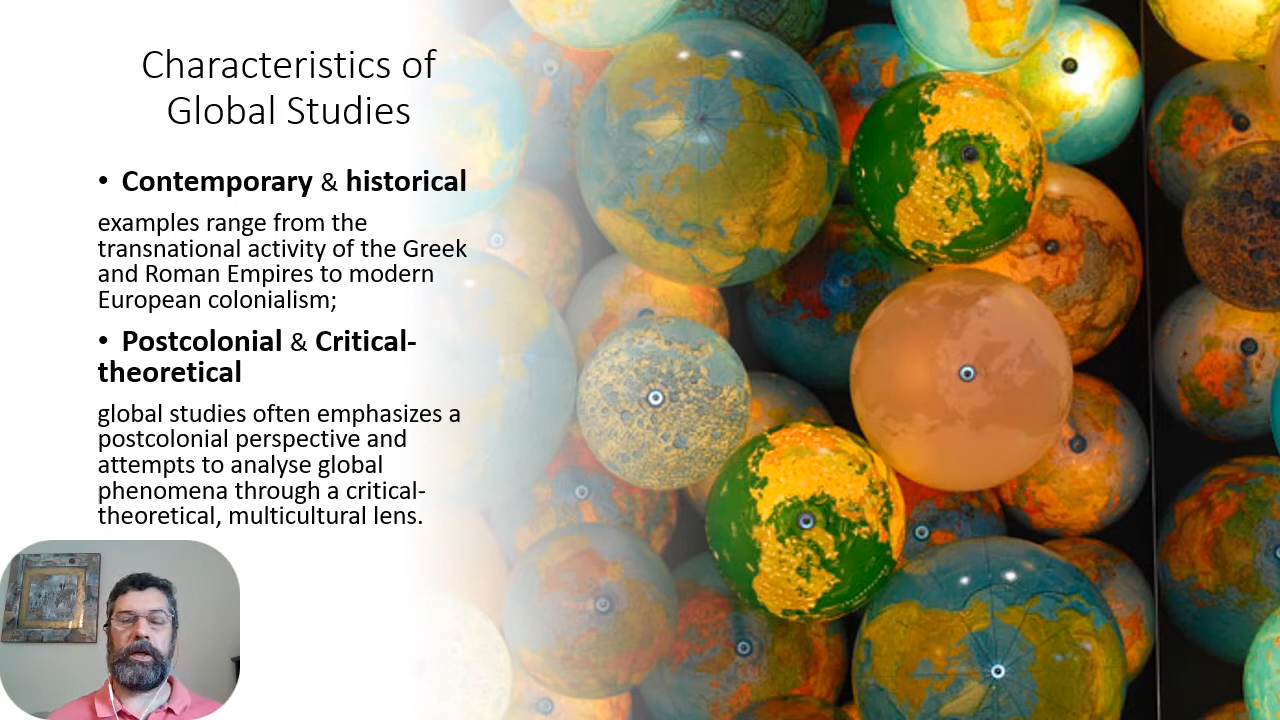 Characteristics of
Global Studies
• Contemporary & historical
examples range from the
transnational activity of the Greek
and Roman Empires to modern
European colonialism;
• Postcolonial & Critical-
theoretical
global studies often emphasizes a
postcolonial perspective and
attempts to analyse global
phenomena through a critical-
theoretical, multicultural lens.